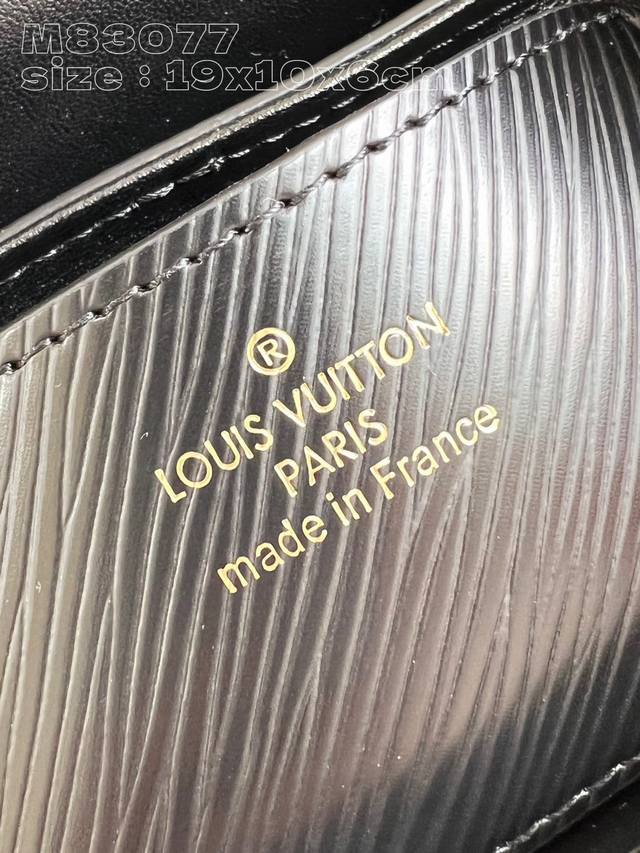 M83077
size : 19x10x6cm
®
LOUIS VUITTON
PARIS
made in France